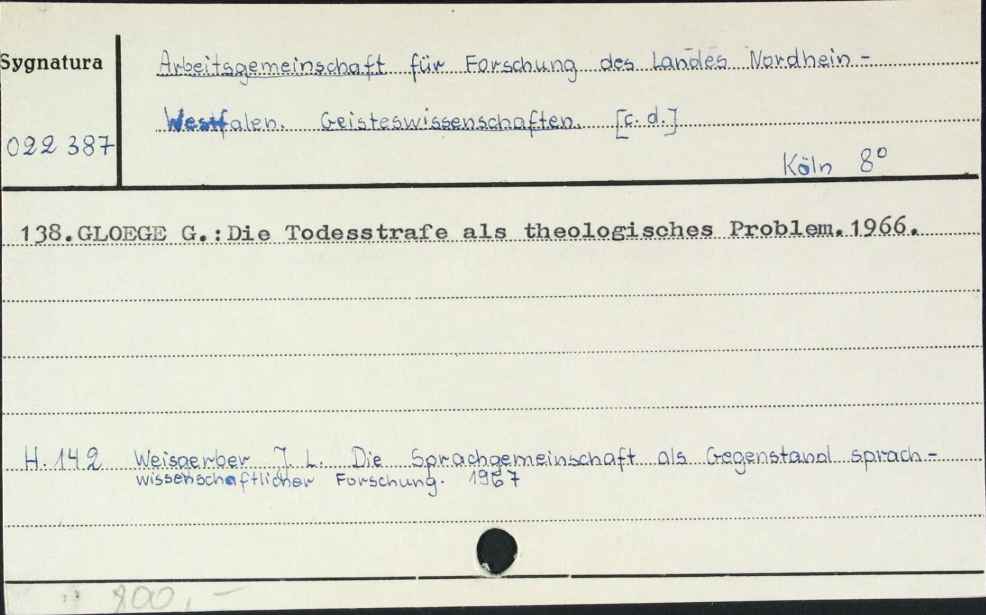 Sygnatura
Arbeitsgemeinschaft für Forschung des Landes Nordhein-
Westfalen. Geisteswissenschaften. [c.d.]
022 387
Köln 8°
138.GLOEGE G.:Die Todesstrafe als theologisches Problem.1966.
H. 142 Weisgerber J. L. Die Sprachgemeinschaft als Gegenstand sprach-
wissenschaftlicher Forschung. 1967
800,-